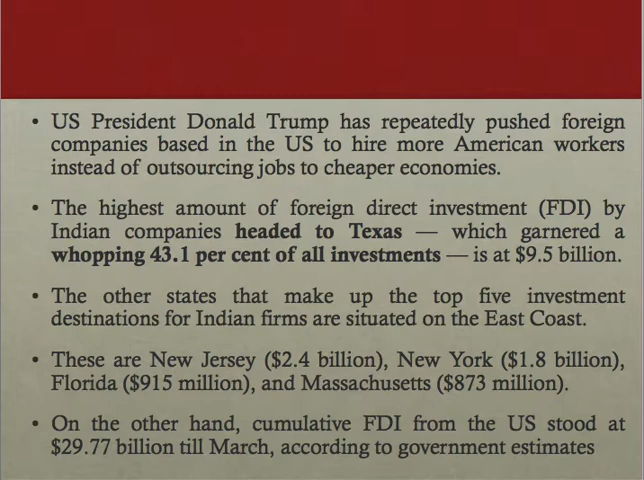 • US President Donald Trump has repeatedly pushed foreign
companies based in the US to hire more American workers
instead of outsourcing jobs to cheaper economies.
• The highest amount of foreign direct investment (FDI) by
Indian companies headed to Texas — which garnered a
whopping 43.1 per cent of all investments — is at $9.5 billion.
• The other states that make up the top five investment
destinations for Indian firms are situated on the East Coast.
• These are New Jersey ($2.4 billion), New York ($1.8 billion),
Florida ($915 million), and Massachusetts ($873 million).
• On the other hand, cumulative FDI from the US stood at
$29.77 billion till March, according to government estimates